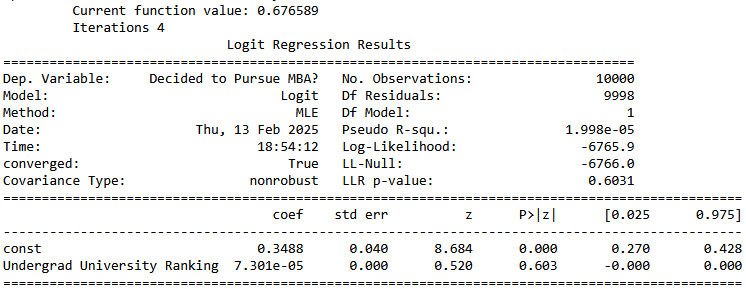 Current function value: 0.676589
Iterations 4
Logit Regression Results
==============================================================================
Dep. Variable:     Decided to Pursue MBA?   No. Observations:                10000
Model:                              Logit   Df Residuals:                     9998
Method:                               MLE   Df Model:                            1
Date:                    Thu, 13 Feb 2025   Pseudo R-squ.:               1.998e-05
Time:                            18:54:12   Log-Likelihood:                -6765.9
converged:                           True   LL-Null:                       -6766.0
Covariance Type:                nonrobust   LLR p-value:                    0.6031
==============================================================================
coef    std err          z      P>|z|      [0.025      0.975]
------------------------------------------------------------------------------
const                              0.3488      0.040      8.684      0.000       0.270       0.428
Undergrad University Ranking  7.301e-05      0.000      0.520      0.603      -0.000       0.000
==============================================================================